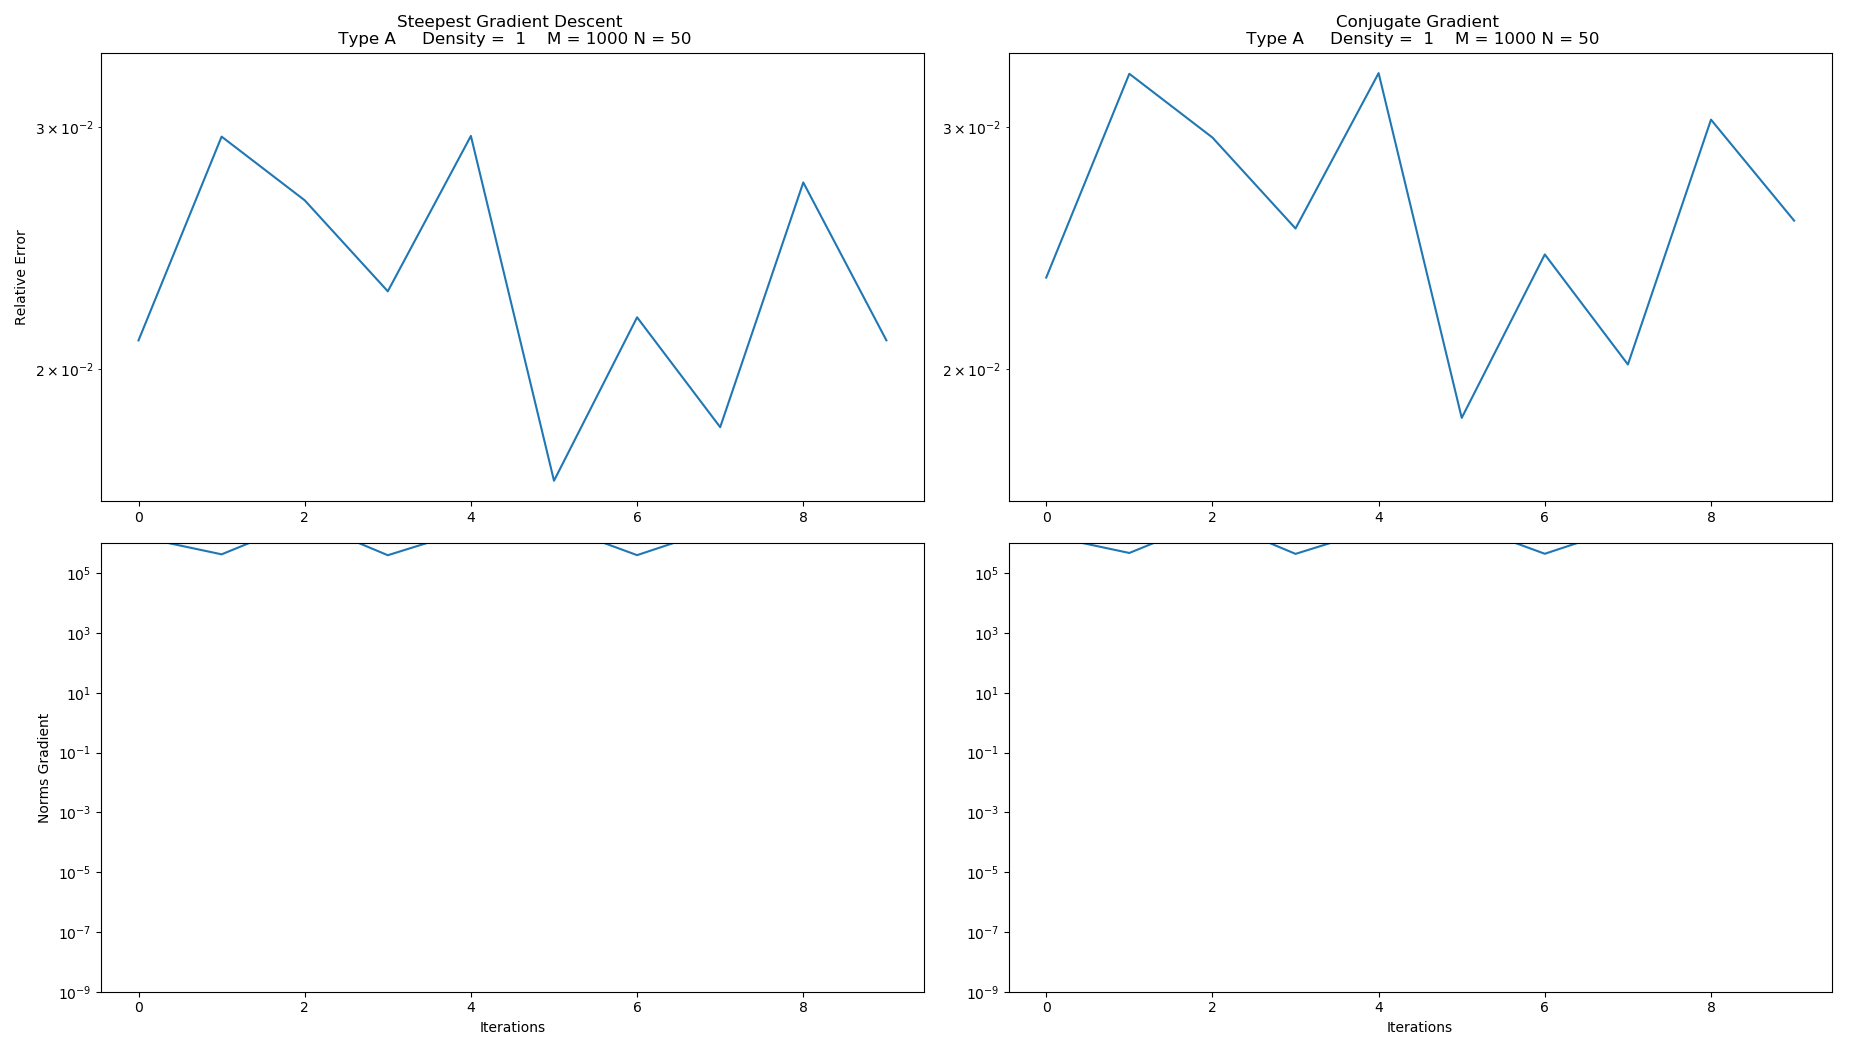 Steepest Gradient Descent
Type A Density = 1 M = 1000 N = 50
Relative Error
3 × 10⁻²
2 × 10⁻²
0 2 4 6 8
Conjugate Gradient
Type A Density = 1 M = 1000 N = 50
3 × 10⁻²
2 × 10⁻²
0 2 4 6 8
Norms Gradient
10⁵
10³
10¹
10⁻¹
10⁻³
10⁻⁵
10⁻⁷
10⁻⁹
0 2 4 6 8
Iterations
10⁵
10³
10¹
10⁻¹
10⁻³
10⁻⁵
10⁻⁷
10⁻⁹
0 2 4 6 8
Iterations